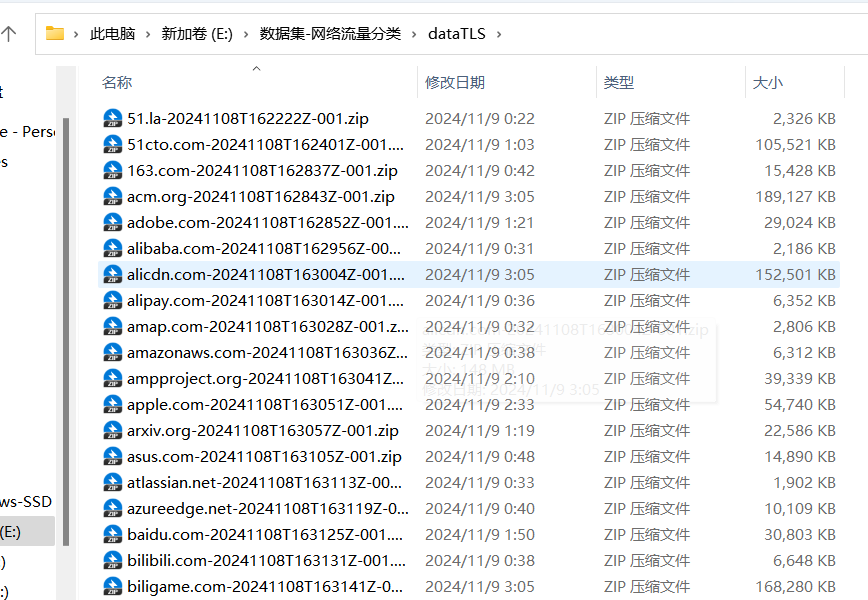 此电脑 › 新加卷 (E:) › 数据集-网络流量分类 › dataTLS ›
名称 修改日期 类型 大小
51.la-20241108T162222Z-001.zip 2024/11/9 0:22 ZIP 压缩文件 2,326 KB
51cto.com-20241108T162401Z-001.... 2024/11/9 1:03 ZIP 压缩文件 105,521 KB
163.com-20241108T162837Z-001.zip 2024/11/9 0:42 ZIP 压缩文件 15,428 KB
acm.org-20241108T162843Z-001.zip 2024/11/9 3:05 ZIP 压缩文件 189,127 KB
adobe.com-20241108T162852Z-001.... 2024/11/9 1:21 ZIP 压缩文件 29,024 KB
alibaba.com-20241108T162956Z-00... 2024/11/9 0:31 ZIP 压缩文件 2,186 KB
alicdn.com-20241108T163004Z-001.... 2024/11/9 3:05 ZIP 压缩文件 152,501 KB
alipay.com-20241108T163014Z-001.... 2024/11/9 0:36 ZIP 压缩文件 6,352 KB
amap.com-20241108T163028Z-001.z... 2024/11/9 0:32 ZIP 压缩文件 2,806 KB
amazonaws.com-20241108T163036Z... 2024/11/9 0:38 ZIP 压缩文件 6,312 KB
大小: 148 MB
ampproject.org-20241108T163041Z... 2024/11/9 2:10 ZIP 压缩文件 39,339 KB
修改日期: 2024/11/9 3:05
apple.com-20241108T163051Z-001.... 2024/11/9 2:33 ZIP 压缩文件 54,740 KB
arxiv.org-20241108T163057Z-001.zip 2024/11/9 1:19 ZIP 压缩文件 22,586 KB
asus.com-20241108T163105Z-001.zip 2024/11/9 0:48 ZIP 压缩文件 14,890 KB
atlassian.net-20241108T163113Z-00... 2024/11/9 0:33 ZIP 压缩文件 1,902 KB
ws-SSD
azureedge.net-20241108T163119Z-0... 2024/11/9 0:40 ZIP 压缩文件 10,109 KB
(E:)
baidu.com-20241108T163125Z-001.... 2024/11/9 1:50 ZIP 压缩文件 30,803 KB
bilibili.com-20241108T163131Z-001.... 2024/11/9 0:38 ZIP 压缩文件 6,648 KB
biligame.com-20241108T163141Z-0... 2024/11/9 3:05 ZIP 压缩文件 168,280 KB